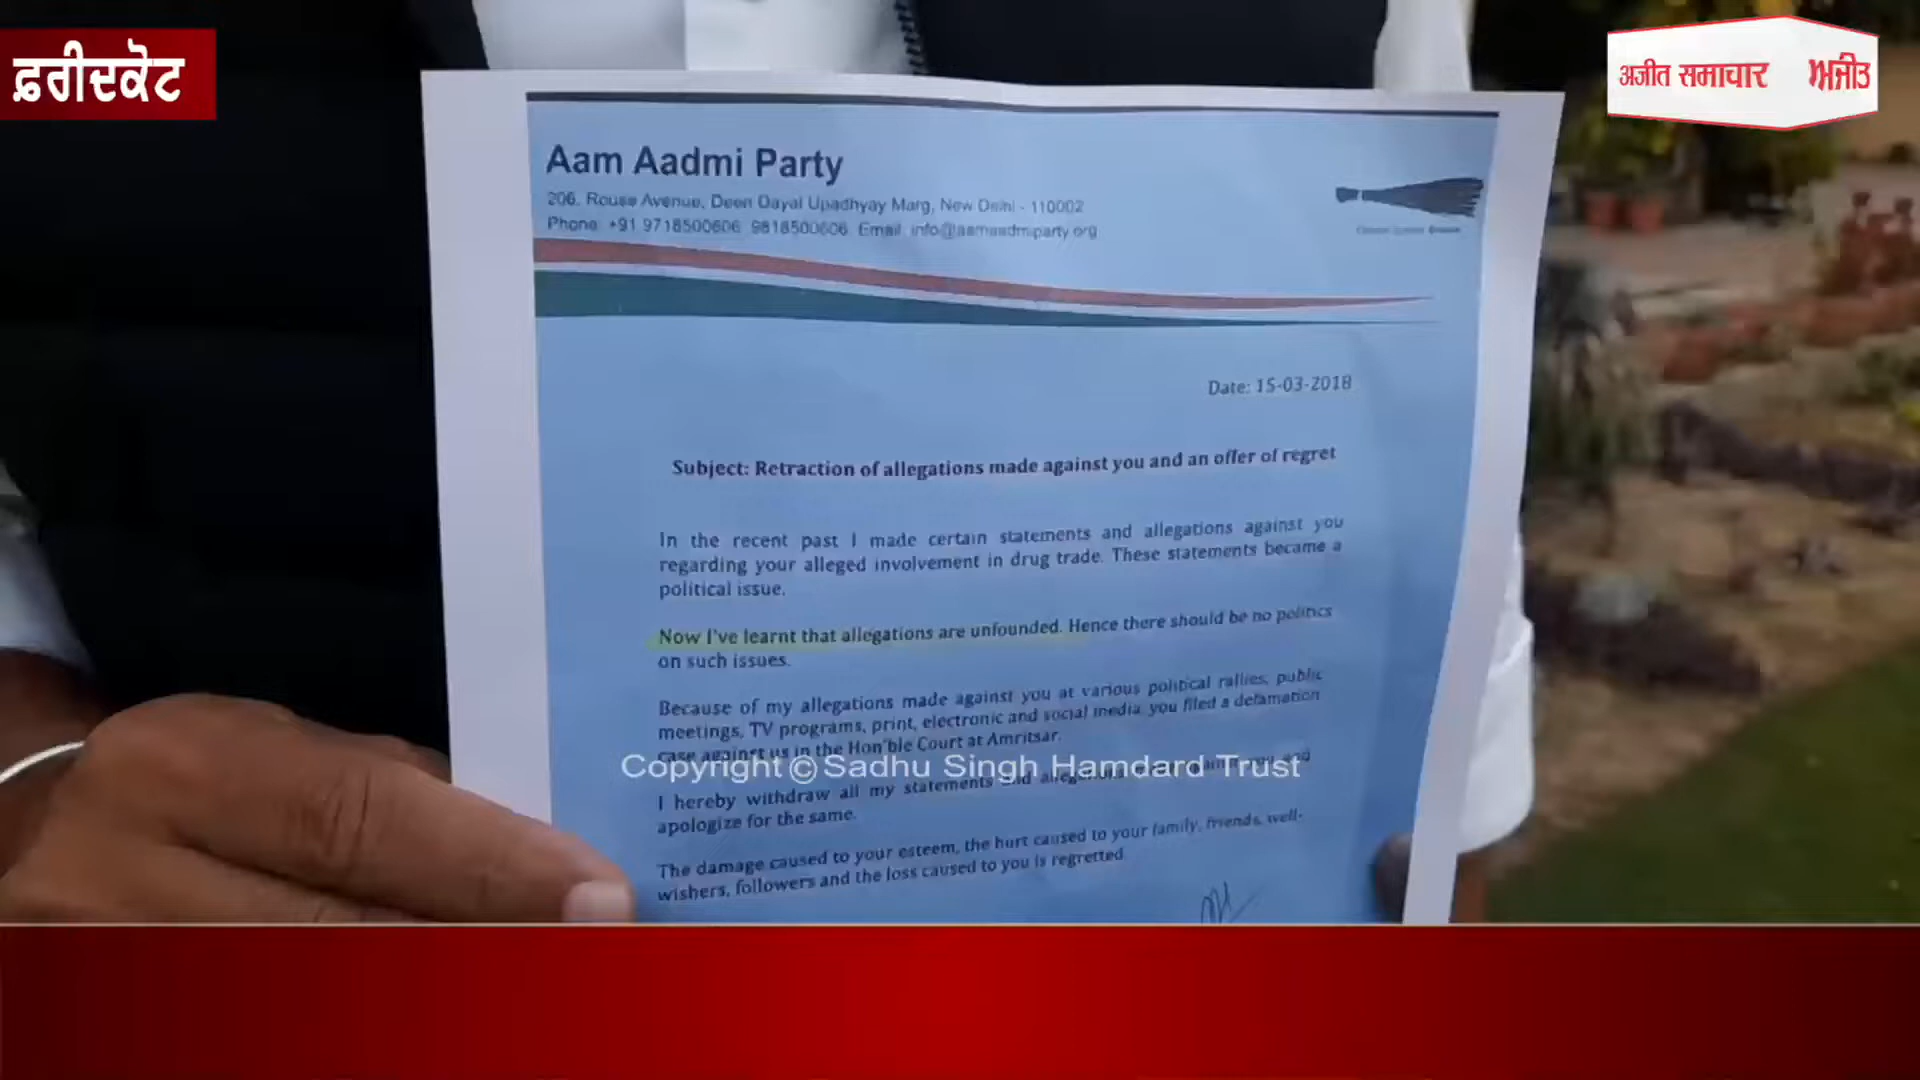 ਫ਼ਰੀਦਕੋਟ
अजीत समाचार ਅਜੀਤ
Aam Aadmi Party
206, Rouse Avenue, Deen Dayal Upadhyay Marg, New Delhi - 110002
Phone: +91 9718500606 9818500606 Email: info@aamaadmiparty.org
Date: 15-03-2018
Subject: Retraction of allegations made against you and an offer of regret
In the recent past I made certain statements and allegations against you
regarding your alleged involvement in drug trade. These statements became a
political issue.
Now I've learnt that allegations are unfounded. Hence there should be no politics
on such issues.
Because of my allegations made against you at various political rallies, public
meetings, TV programs, print, electronic and social media, you filed a defamation
case against us in the Hon'ble Court at Amritsar.
Copyright © Sadhu Singh Hamdard Trust
I hereby withdraw all my statements and
apologize for the same.
The damage caused to your esteem, the hurt caused to your family, friends, well-
wishers, followers and the loss caused to you is regretted